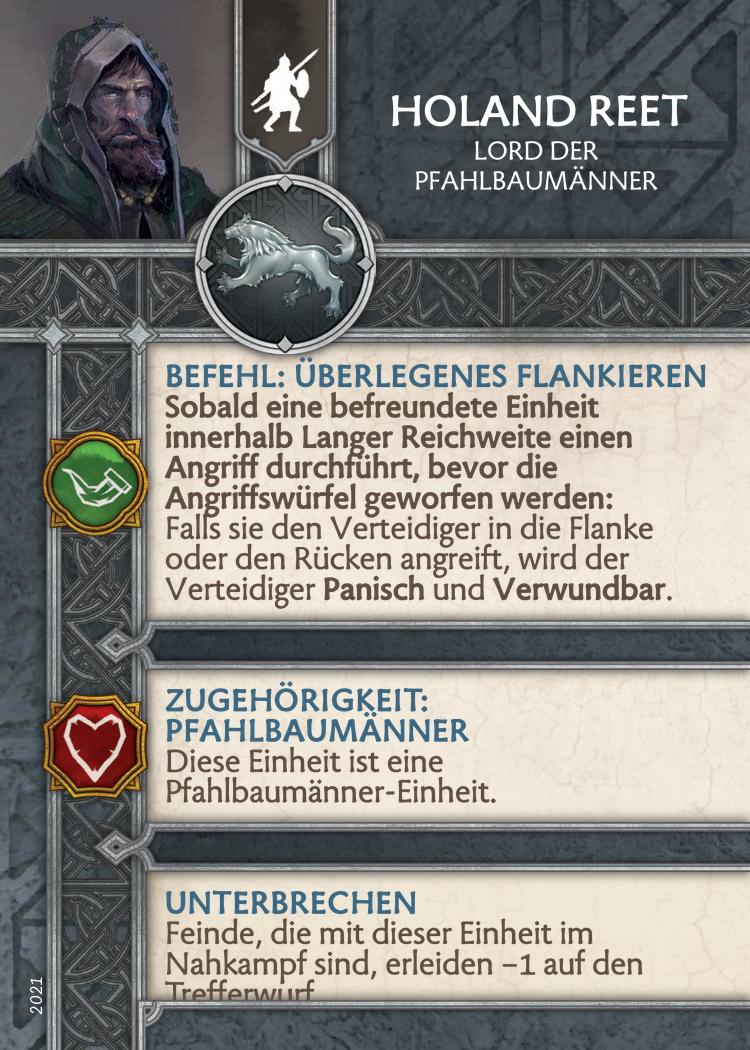 HOLAND REET
LORD DER
PFAHLBAUMÄNNER
BEFEHL: ÜBERLEGENES FLANKIEREN
Sobald eine befreundete Einheit
innerhalb Langer Reichweite einen
Angriff durchführt, bevor die
Angriffswürfel geworfen werden:
Falls sie den Verteidiger in die Flanke
oder den Rücken angreift, wird der
Verteidiger Panisch und Verwundbar.
ZUGEHÖRIGKEIT:
PFAHLBAUMÄNNER
Diese Einheit ist eine
Pfahlbaumänner-Einheit.
UNTERBRECHEN
Feinde, die mit dieser Einheit im
Nahkampf sind, erleiden −1 auf den
Trefferwurf
2021